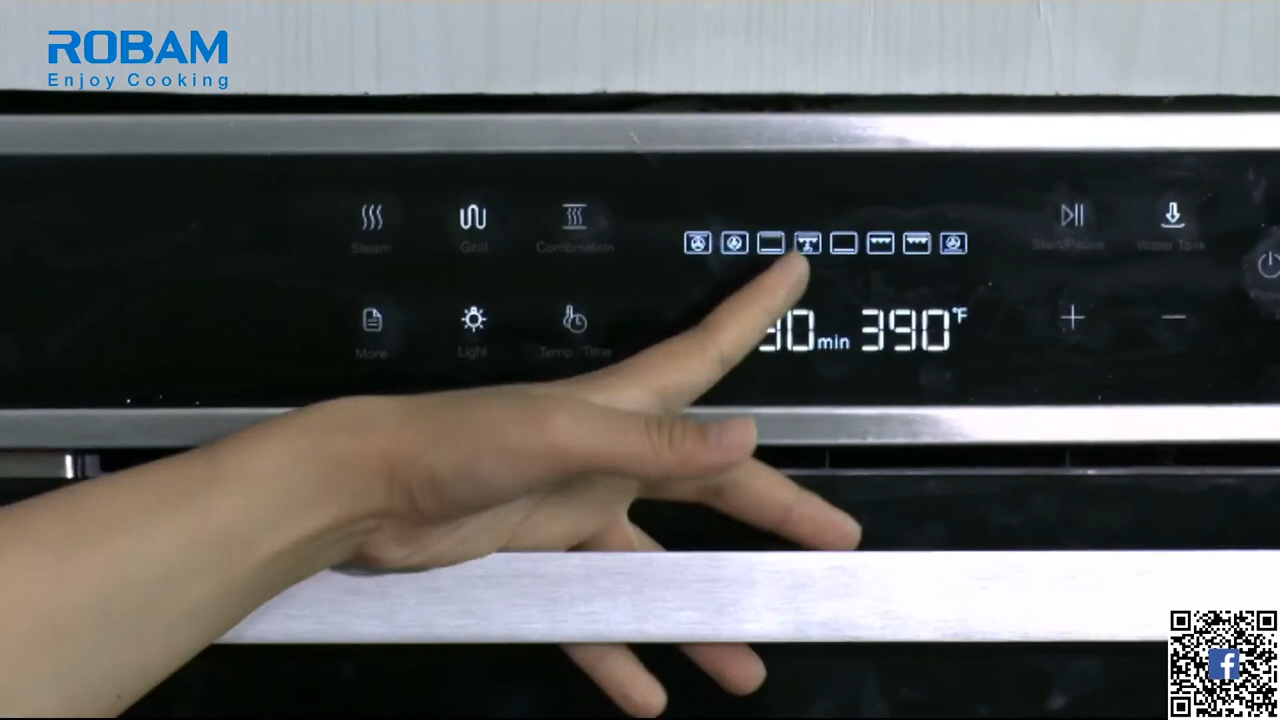 ROBAM
Enjoy Cooking
Steam
Grill
Combination
Start/Pause
Water Tank
More
Light
Temp. Time
min 390°F